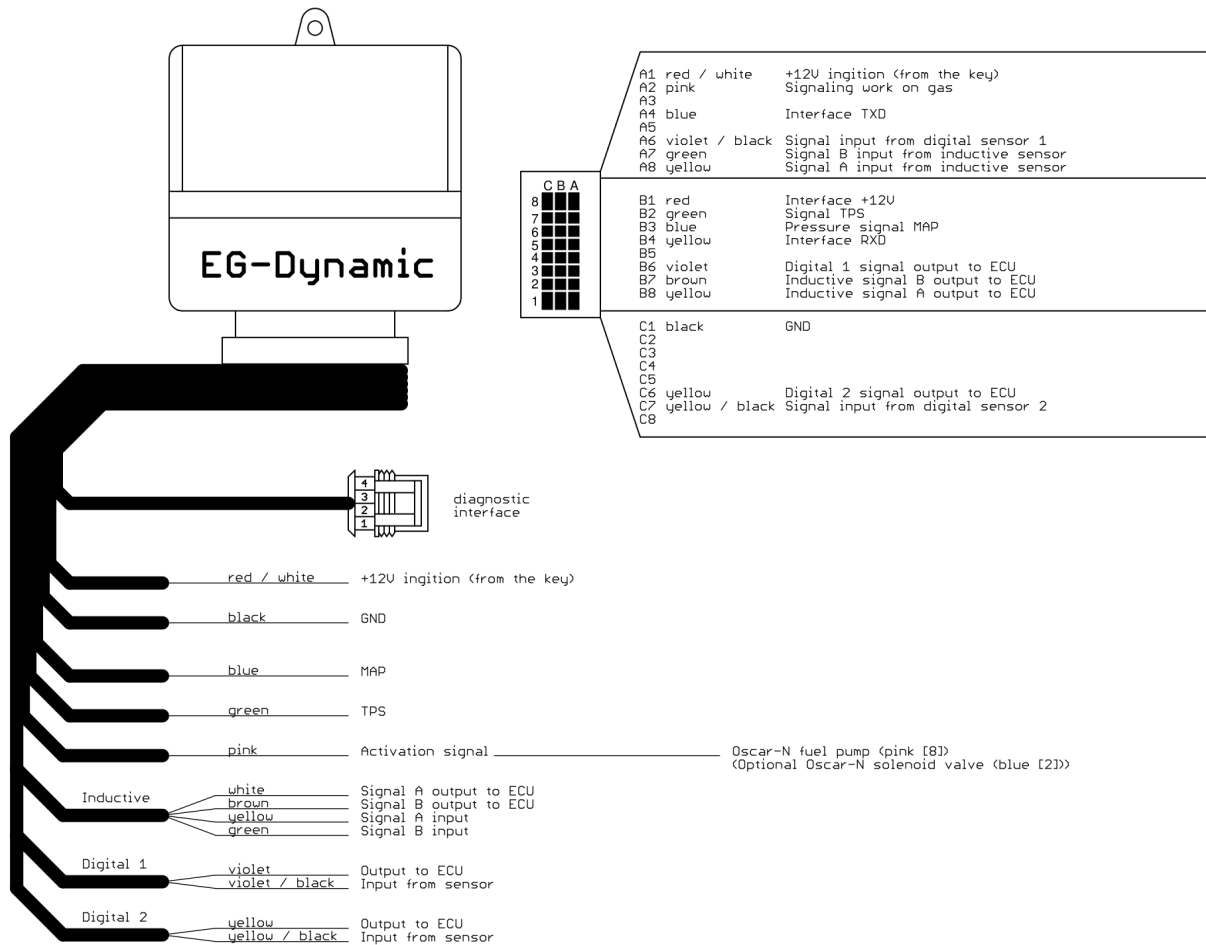 EG-Dynamic
A1 red / white +12V ingition (from the key)
A2 pink Signaling work on gas
A3
A4 blue Interface TXD
A5
A6 violet / black Signal input from digital sensor 1
A7 green Signal B input from inductive sensor
A8 yellow Signal A input from inductive sensor
C B A
8
7
6
5
4
3
2
1
B1 red Interface +12V
B2 green Signal TPS
B3 blue Pressure signal MAP
B4 yellow Interface RXD
B5
B6 violet Digital 1 signal output to ECU
B7 brown Inductive signal B output to ECU
B8 yellow Inductive signal A output to ECU
C1 black GND
C2
C3
C4
C5
C6 yellow Digital 2 signal output to ECU
C7 yellow / black Signal input from digital sensor 2
C8
4
3
2
1
diagnostic
interface
red / white +12V ingition (from the key)
black GND
blue MAP
green TPS
pink Activation signal Oscar-N fuel pump (pink [8])
(Optional Oscar-N solenoid valve (blue [2]))
Inductive
white Signal A output to ECU
brown Signal B output to ECU
yellow Signal A input
green Signal B input
Digital 1
violet Output to ECU
violet / black Input from sensor
Digital 2
yellow Output to ECU
yellow / black Input from sensor